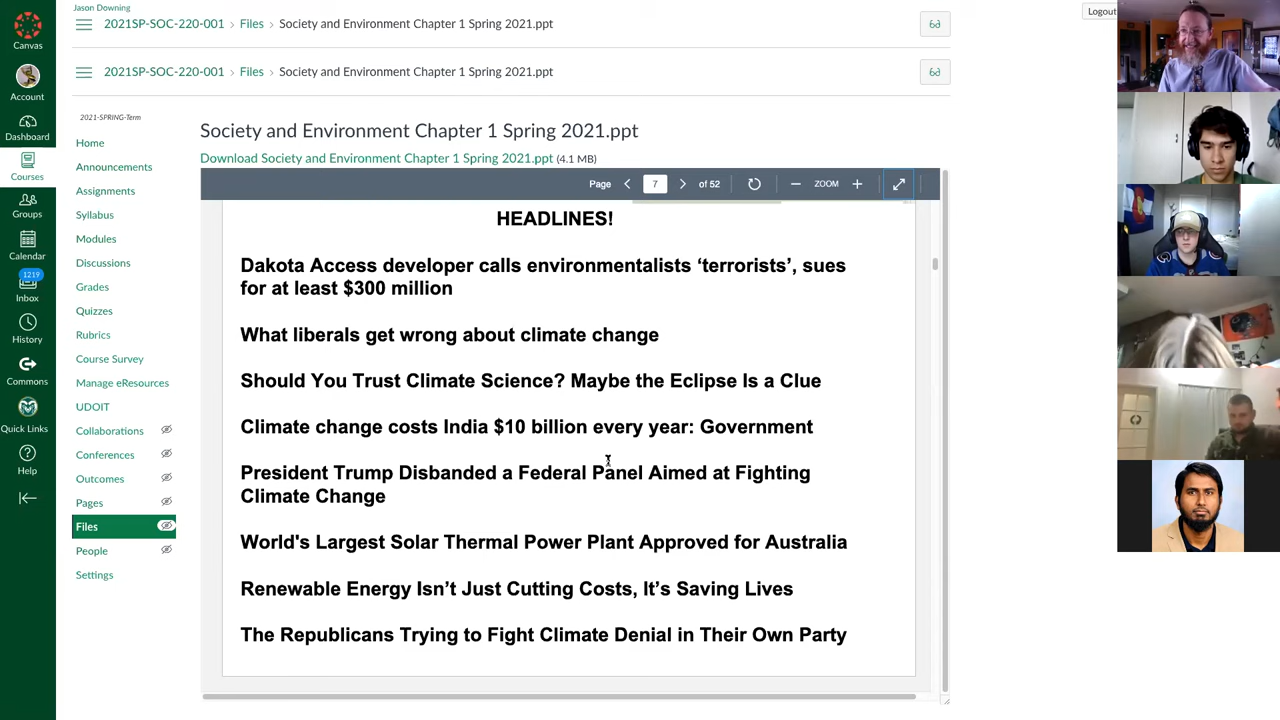 Jason Downing
2021SP-SOC-220-001 > Files > Society and Environment Chapter 1 Spring 2021.ppt
Logout
2021SP-SOC-220-001 > Files > Society and Environment Chapter 1 Spring 2021.ppt
Canvas
Account
Dashboard
Courses
Groups
Calendar
1219
Inbox
History
Commons
Quick Links
Help
2021-SPRING-Term
Home
Announcements
Assignments
Syllabus
Modules
Discussions
Grades
Quizzes
Rubrics
Course Survey
Manage eResources
UDOIT
Collaborations
Conferences
Outcomes
Pages
Files
People
Settings
Society and Environment Chapter 1 Spring 2021.ppt
Download Society and Environment Chapter 1 Spring 2021.ppt (4.1 MB)
Page 7 of 52 ZOOM
HEADLINES!
Dakota Access developer calls environmentalists ‘terrorists’, sues
for at least $300 million
What liberals get wrong about climate change
Should You Trust Climate Science? Maybe the Eclipse Is a Clue
Climate change costs India $10 billion every year: Government
President Trump Disbanded a Federal Panel Aimed at Fighting
Climate Change
World's Largest Solar Thermal Power Plant Approved for Australia
Renewable Energy Isn’t Just Cutting Costs, It’s Saving Lives
The Republicans Trying to Fight Climate Denial in Their Own Party